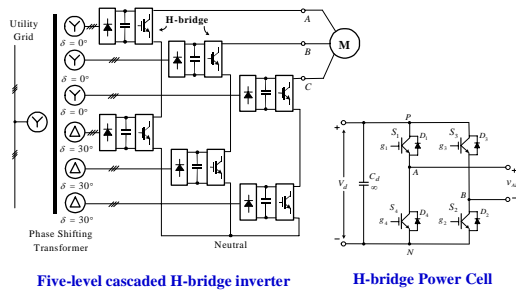 Utility
Grid
δ = 0°
δ = 0°
δ = 0°
δ = 30°
δ = 30°
δ = 30°
Phase Shifting
Transformer
H-bridge
A
B
C
M
Neutral
Five-level cascaded H-bridge inverter
P
+
S1
D1
S3
D3
g1
g3
Vd
Cd
∞
A
+
B
S4
D4
S2
D2
g4
g2
−
−
N
H-bridge Power Cell